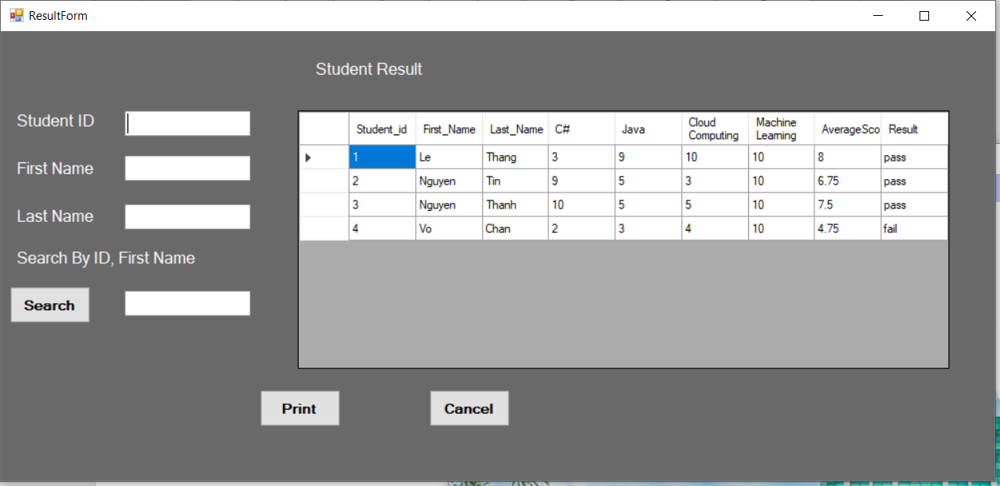 ResultForm
Student Result
Student ID
First Name
Last Name
Search By ID, First Name
Search
Student_id First_Name Last_Name C# Java Cloud Computing Machine Learning AverageSco Result
1 Le Thang 3 9 10 10 8 pass
2 Nguyen Tin 9 5 3 10 6.75 pass
3 Nguyen Thanh 10 5 5 10 7.5 pass
4 Vo Chan 2 3 4 10 4.75 fail
Print Cancel